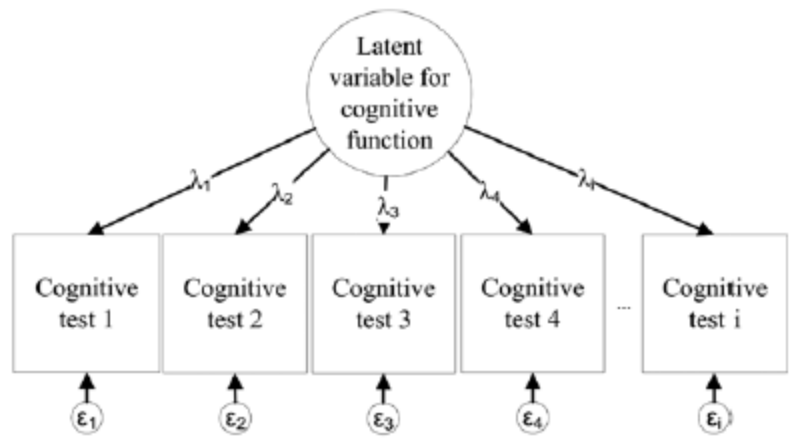 Latent
variable for
cognitive
function
λ1 λ2 λ3 λ4 λi
Cognitive
test 1
Cognitive
test 2
Cognitive
test 3
Cognitive
test 4
...
Cognitive
test i
ε1 ε2 ε3 ε4 εi